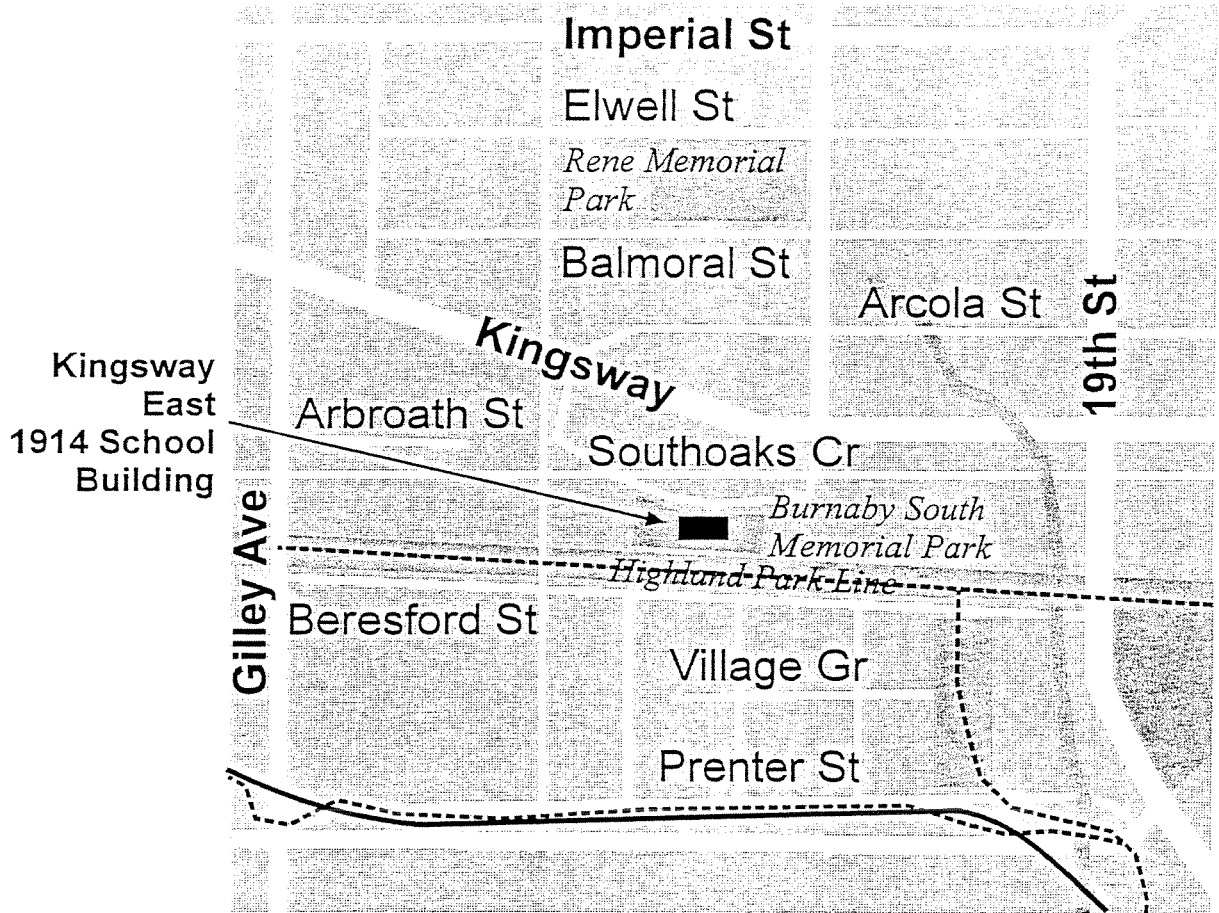 Imperial St
Elwell St
Rene Memorial
Park
Balmoral St
Arcola St
19th St
Kingsway
Kingsway
East
1914 School
Building
Arbroath St
Southoaks Cr
Burnaby South
Memorial Park
Highland Park Line
Gilley Ave
Beresford St
Village Gr
Prenter St